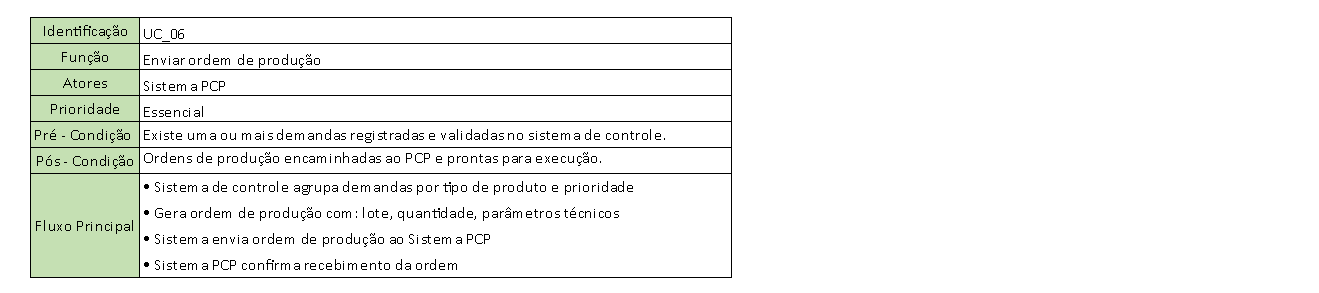 Identificação UC_06
Função Enviar ordem de produção
Atores Sistema PCP
Prioridade Essencial
Pré - Condição Existe uma ou mais demandas registradas e validadas no sistema de controle.
Pós - Condição Ordens de produção encaminhadas ao PCP e prontas para execução.
Fluxo Principal
• Sistema de controle agrupa demandas por tipo de produto e prioridade
• Gera ordem de produção com: lote, quantidade, parâmetros técnicos
• Sistema envia ordem de produção ao Sistema PCP
• Sistema PCP confirma recebimento da ordem